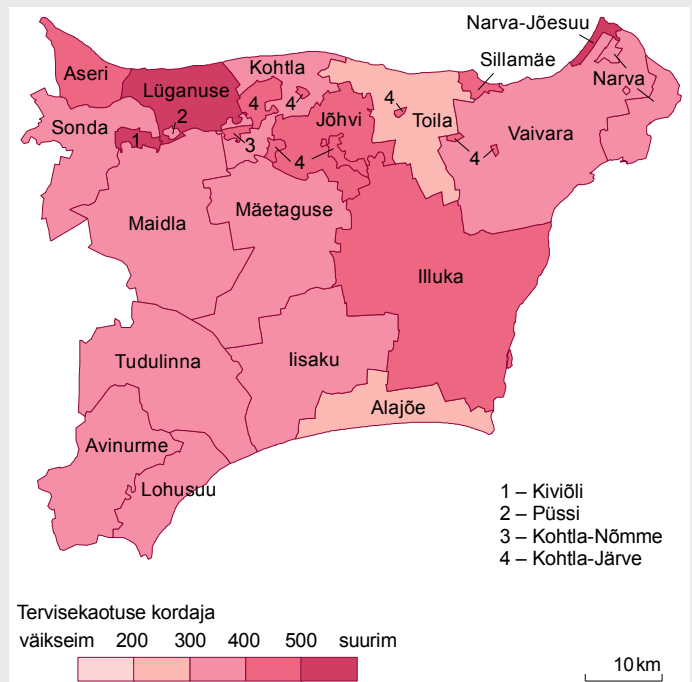 Narva-Jõesuu
Sillamäe
Kohtla
Aseri
Narva
Lüganuse
4
4
4
2
Jõhvi
Toila
Sonda
Vaivara
1
3
4
4
Maidla
Mäetaguse
Illuka
Tudulinna
Iisaku
Alajõe
Avinurme
Lohusuu
1 – Kiviõli
2 – Püssi
3 – Kohtla-Nõmme
4 – Kohtla-Järve
Tervisekaotuse kordaja
väikseim 200 300 400 500 suurim
10 km